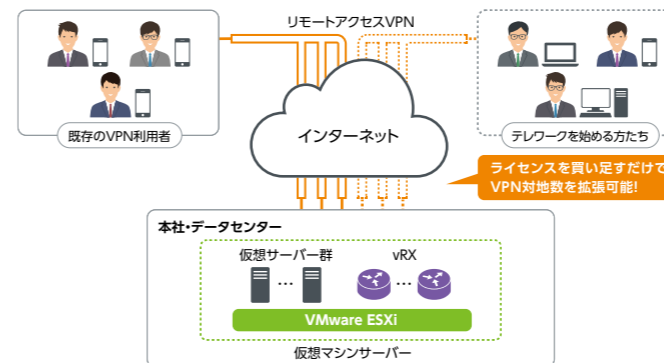 リモートアクセスVPN
既存のVPN利用者
インターネット
テレワークを始める方たち
ライセンスを買い足すだけで
VPN対地数を拡張可能!
本社・データセンター
仮想サーバー群
vRX
... ...
VMware ESXi
仮想マシンサーバー